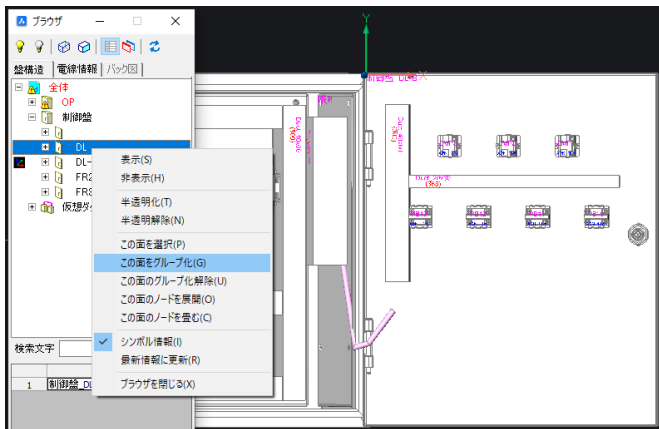 ブラウザ
盤構造 電線情報 バック図
全体
OP
制御盤
DL
DL-
FR2
FR3
仮想ダ
表示(S)
非表示(H)
半透明化(T)
半透明解除(N)
この面を選択(P)
この面をグループ化(G)
この面のグループ化解除(U)
この面のノードを展開(O)
この面のノードを畳む(C)
シンボル情報(I)
最新情報に更新(R)
ブラウザを閉じる(X)
検索文字
1 制御盤_DL
Y
X
制御盤 DL-B